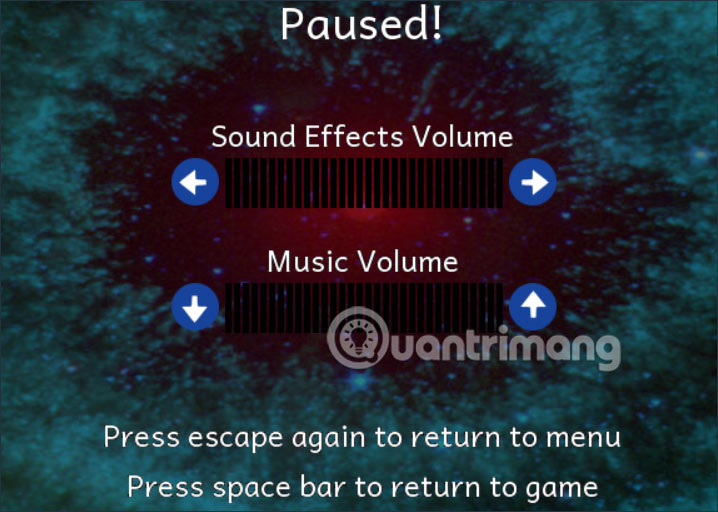 Paused!
Sound Effects Volume
Music Volume
Quantrimang
Press escape again to return to menu
Press space bar to return to game